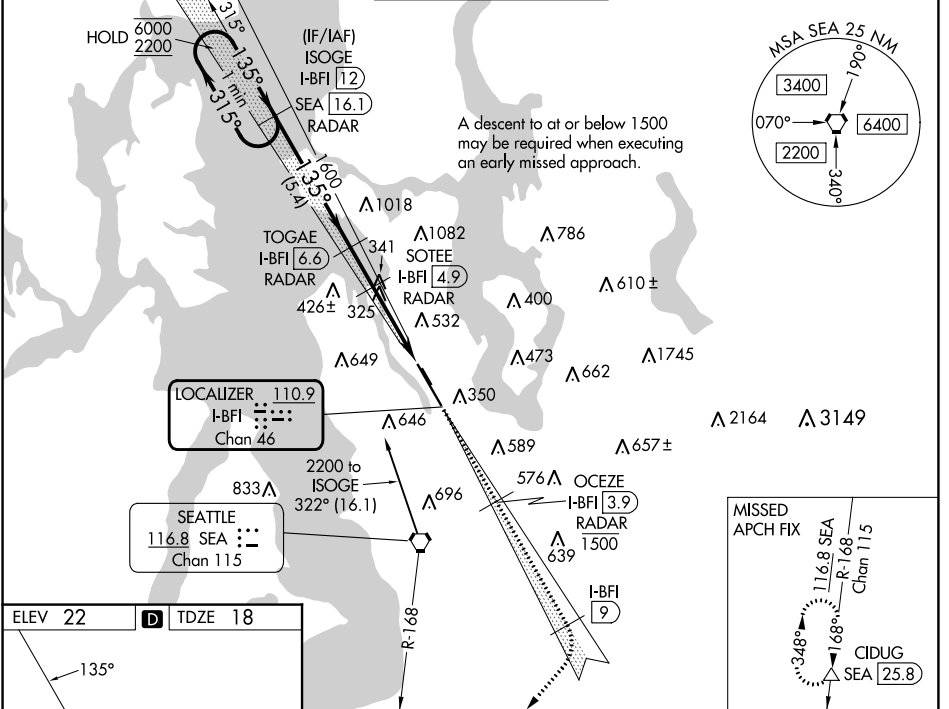 HOLD 6000
2200
315°
135°
1 min
315°
(IF/IAF)
ISOGE
I-BFI 12
SEA 16.1
RADAR
A descent to at or below 1500
may be required when executing
an early missed approach.
MSA SEA 25 NM
190°
3400
070°
6400
2200
340°
1600
135°
(5.4)
1018
TOGAE
I-BFI 6.6
RADAR
341
1082
786
SOTEE
I-BFI 4.9
RADAR
426±
325
400
610±
532
649
473
662
1745
LOCALIZER 110.9
I-BFI
Chan 46
350
646
2164
3149
589
657±
2200 to
ISOGE
322° (16.1)
833
696
576
OCEZE
I-BFI 3.9
RADAR
1500
639
SEATTLE
116.8 SEA
Chan 115
I-BFI
9
R-168
MISSED
APCH FIX
116.8 SEA
R-168
Chan 115
348°
168°
CIDUG
SEA 25.8
ELEV 22 D TDZE 18
135°